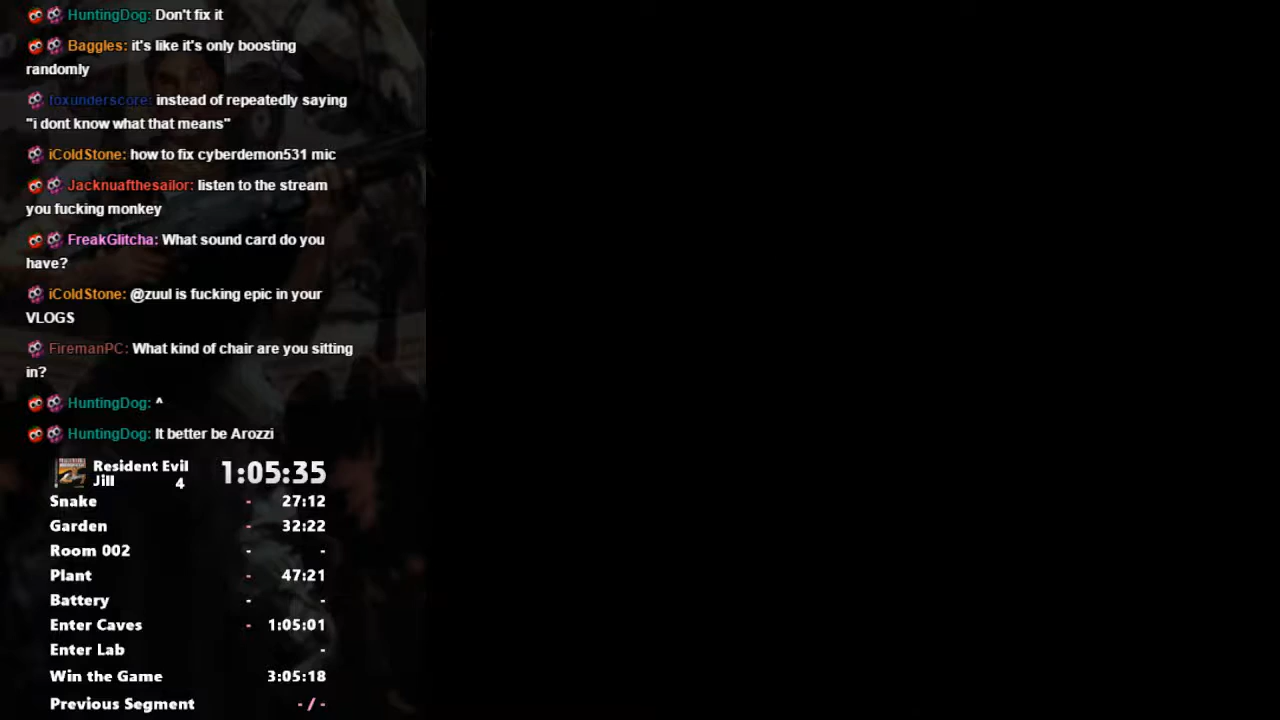 HuntingDog: Don't fix it
Baggles: it's like it's only boosting
randomly
foxunderscore: instead of repeatedly saying
"i dont know what that means"
iColdStone: how to fix cyberdemon531 mic
Jacknuafthesailor: listen to the stream
you fucking monkey
FreakGlitcha: What sound card do you
have?
iColdStone: @zuul is fucking epic in your
VLOGS
FiremanPC: What kind of chair are you sitting
in?
HuntingDog: ^
HuntingDog: It better be Arozzi
Resident Evil 1:05:35
Jill 4
Snake - 27:12
Garden - 32:22
Room 002 - -
Plant - 47:21
Battery - -
Enter Caves - 1:05:01
Enter Lab -
Win the Game 3:05:18
Previous Segment - / -